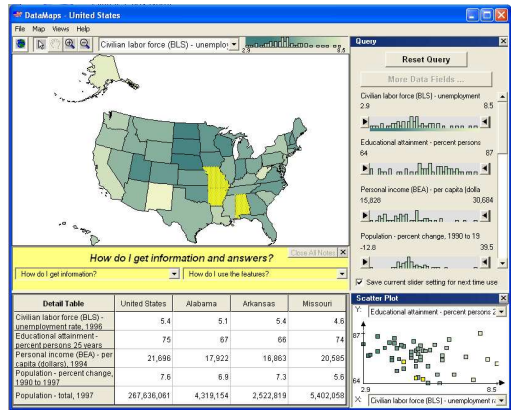 DataMaps - United States
File Map Views Help
Civilian labor force (BLS) - unemploy
2.9 8.5
Query
Reset Query
More Data Fields ...
Civilian labor force (BLS) - unemployment
2.9 8.5
Educational attainment - percent persons
64 87
Personal income (BEA) - per capita (dolla
15,828 30,684
Population - percent change, 1990 to 19
-12.8 39.5
Save current slider setting for next time use
Close All Notes
How do I get information and answers?
How do I get information? How do I use the features?
Detail Table United States Alabama Arkansas Missouri
Civilian labor force (BLS) -
unemployment rate, 1996 5.4 5.1 5.4 4.6
Educational attainment -
percent persons 25 years 75 67 66 74
Personal income (BEA) - per
capita (dollars), 1994 21,696 17,922 16,863 20,585
Population - percent change,
1990 to 1997 7.6 6.9 7.3 5.6
Population - total, 1997 267,636,061 4,319,154 2,522,819 5,402,058
Scatter Plot
Y: Educational attainment - percent persons 2
87
64
2.9 8.5
X: Civilian labor force (BLS) - unemployment ra